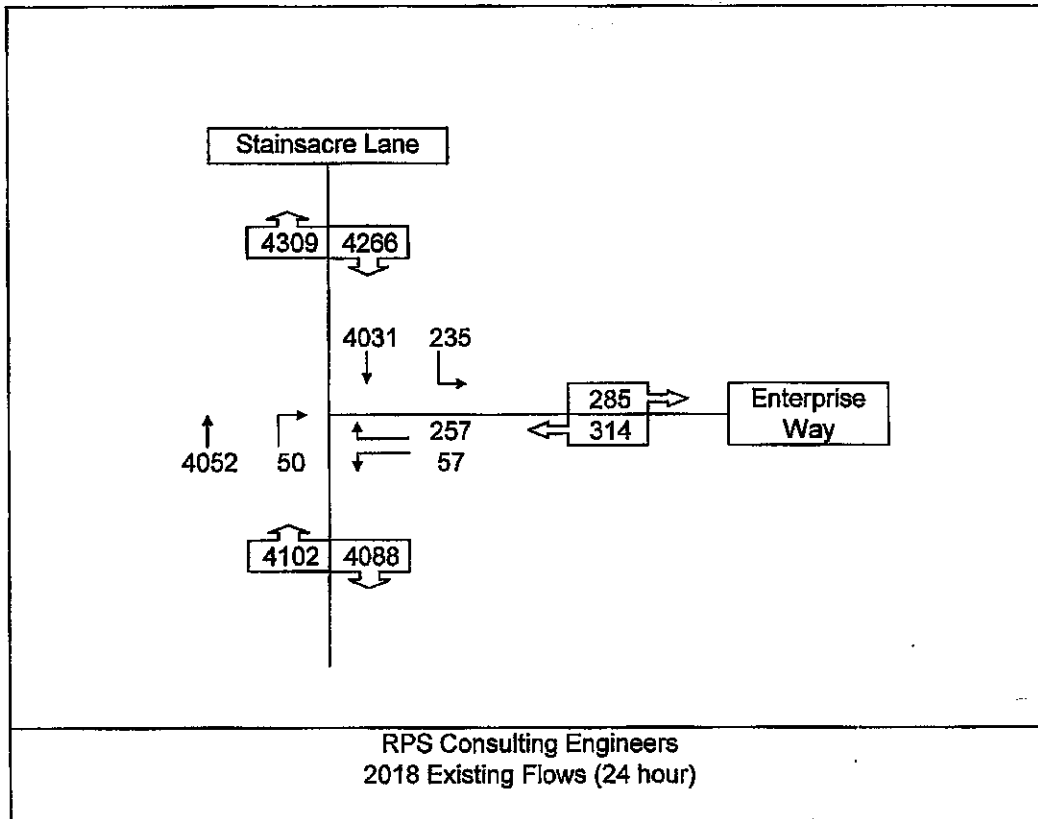 Stainsacre Lane
4309 4266
4031 235
285
314
Enterprise
Way
257
57
4052 50
4102 4088
RPS Consulting Engineers
2018 Existing Flows (24 hour)